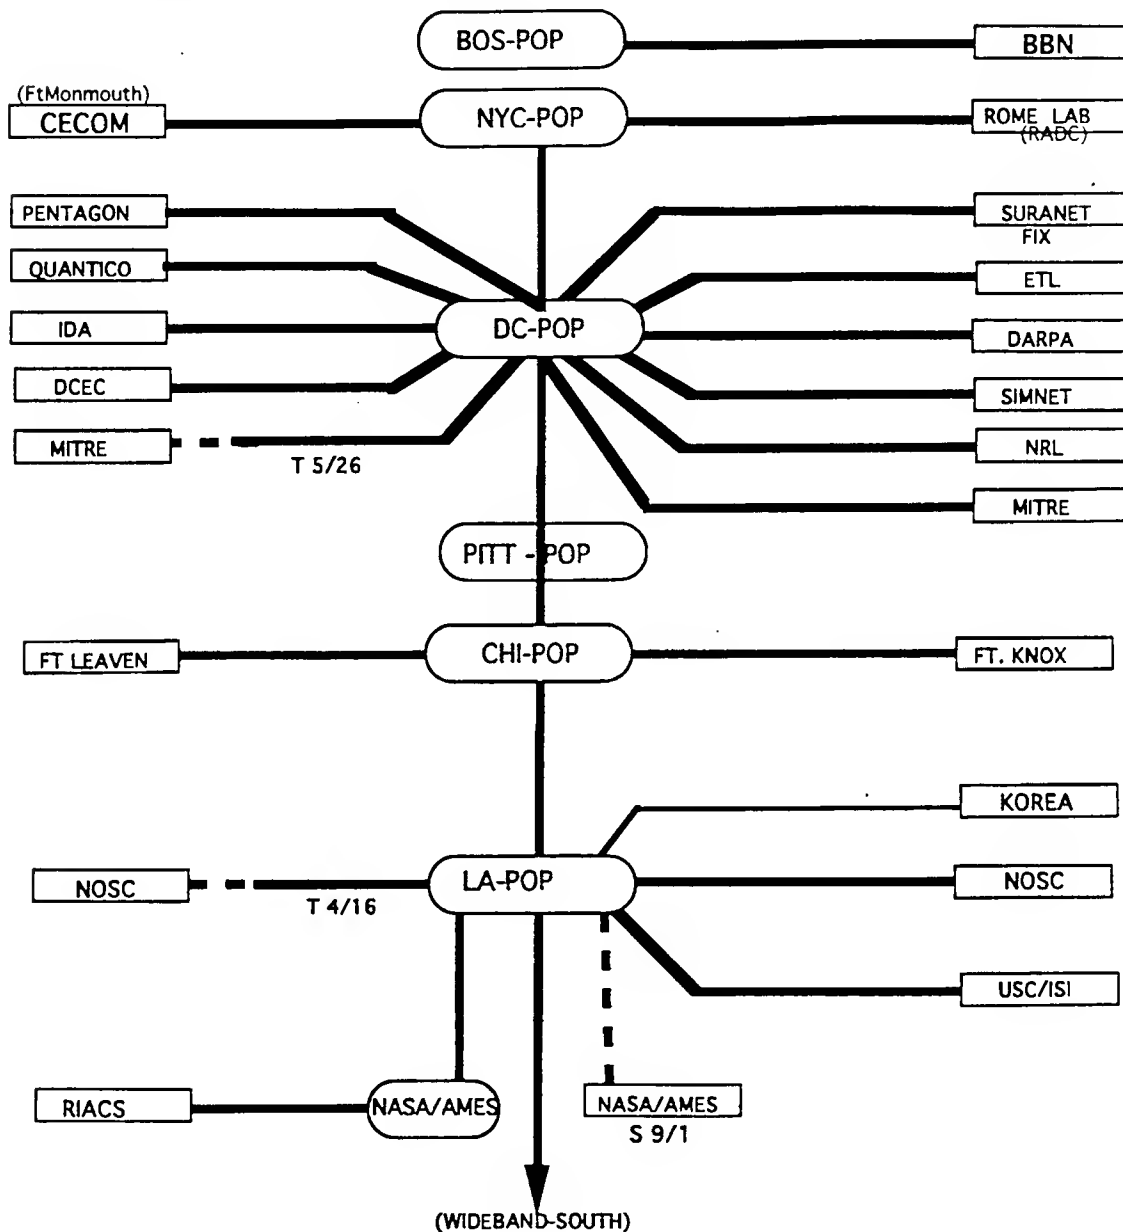 BOS-POP
BBN
(FtMonmouth)
CECOM
NYC-POP
ROME LAB
(RADC)
PENTAGON
SURANET
FIX
QUANTICO
ETL
IDA
DC-POP
DARPA
DCEC
SIMNET
MITRE
T 5/26
NRL
MITRE
PITT - POP
FT LEAVEN
CHI-POP
FT. KNOX
KOREA
NOSC
T 4/16
LA-POP
NOSC
USC/ISI
RIACS
NASA/AMES
NASA/AMES
S 9/1
(WIDEBAND-SOUTH)